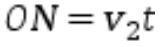 ON = v₂t